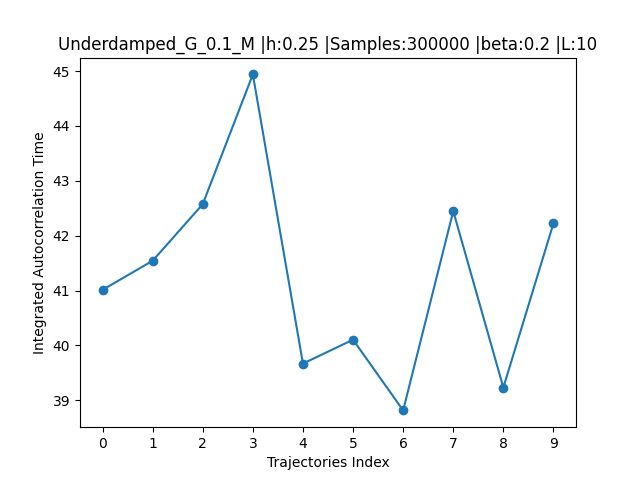 Underdamped_G_0.1_M |h:0.25 |Samples:300000 |beta:0.2 |L:10
45
44
43
42
41
40
39
Integrated Autocorrelation Time
0 1 2 3 4 5 6 7 8 9
Trajectories Index